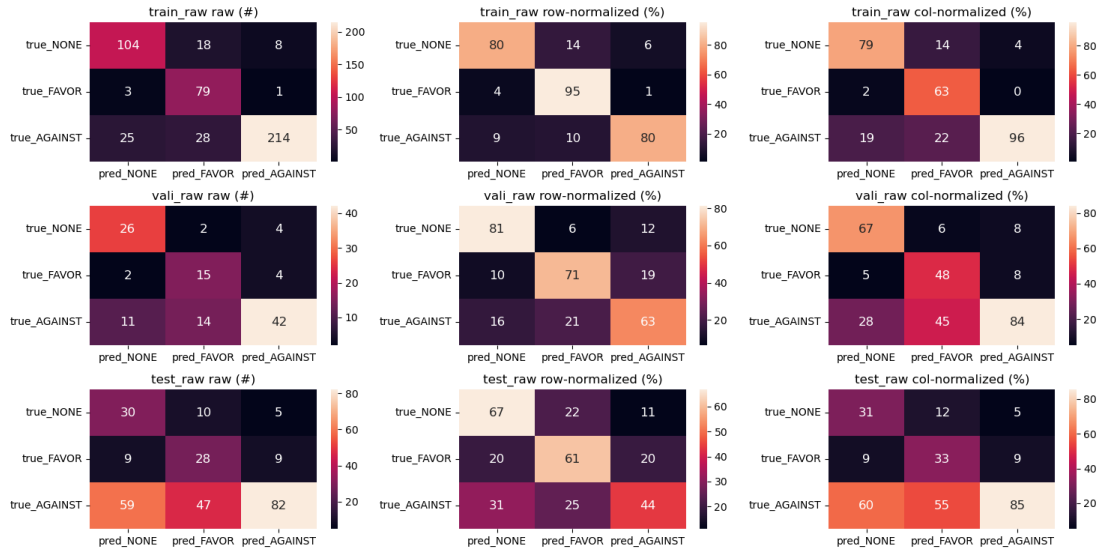 train_raw raw (#)
true_NONE 104 18 8
true_FAVOR 3 79 1
true_AGAINST 25 28 214
pred_NONE pred_FAVOR pred_AGAINST
200
150
100
50
train_raw row-normalized (%)
true_NONE 80 14 6
true_FAVOR 4 95 1
true_AGAINST 9 10 80
pred_NONE pred_FAVOR pred_AGAINST
80
60
40
20
train_raw col-normalized (%)
true_NONE 79 14 4
true_FAVOR 2 63 0
true_AGAINST 19 22 96
pred_NONE pred_FAVOR pred_AGAINST
80
60
40
20
vali_raw raw (#)
true_NONE 26 2 4
true_FAVOR 2 15 4
true_AGAINST 11 14 42
pred_NONE pred_FAVOR pred_AGAINST
40
30
20
10
vali_raw row-normalized (%)
true_NONE 81 6 12
true_FAVOR 10 71 19
true_AGAINST 16 21 63
pred_NONE pred_FAVOR pred_AGAINST
80
60
40
20
vali_raw col-normalized (%)
true_NONE 67 6 8
true_FAVOR 5 48 8
true_AGAINST 28 45 84
pred_NONE pred_FAVOR pred_AGAINST
80
60
40
20
test_raw raw (#)
true_NONE 30 10 5
true_FAVOR 9 28 9
true_AGAINST 59 47 82
pred_NONE pred_FAVOR pred_AGAINST
80
60
40
20
test_raw row-normalized (%)
true_NONE 67 22 11
true_FAVOR 20 61 20
true_AGAINST 31 25 44
pred_NONE pred_FAVOR pred_AGAINST
60
50
40
30
20
test_raw col-normalized (%)
true_NONE 31 12 5
true_FAVOR 9 33 9
true_AGAINST 60 55 85
pred_NONE pred_FAVOR pred_AGAINST
80
60
40
20